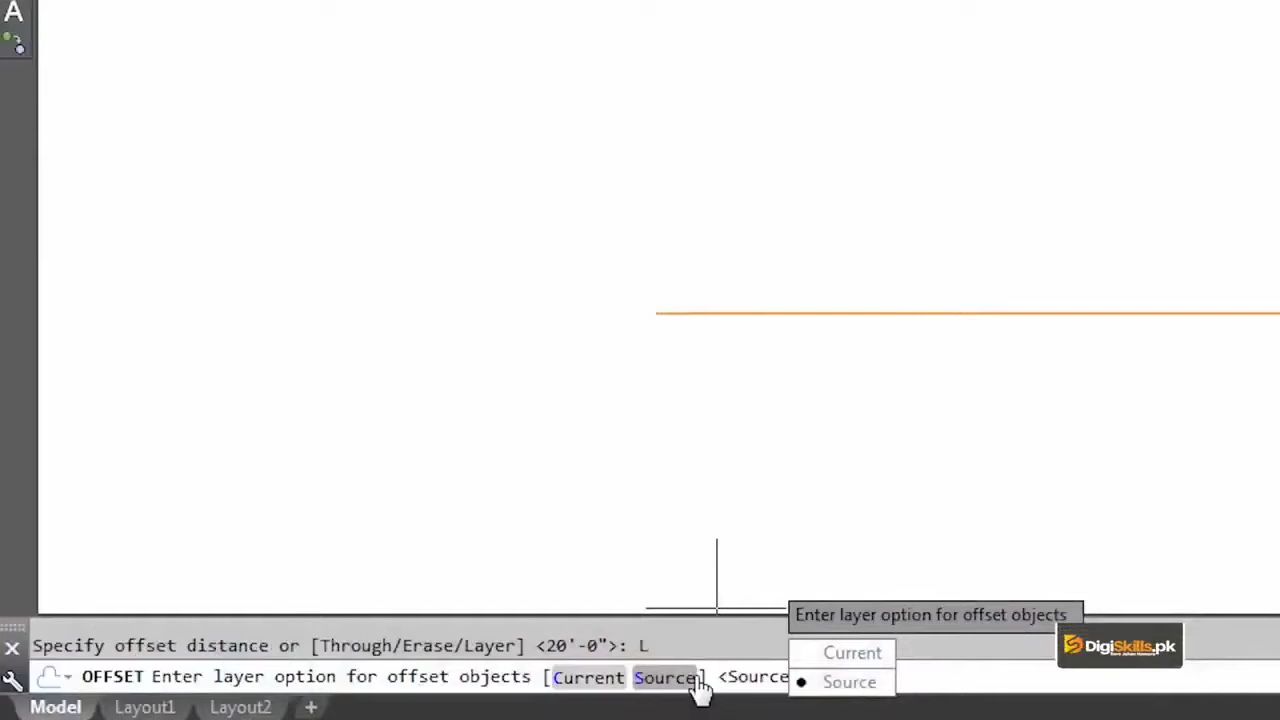 A
Enter layer option for offset objects
Specify offset distance or [Through/Erase/Layer] <20'-0">: L
Current
DigiSkills.pk
OFFSET Enter layer option for offset objects [Current Source] <Source
Source
Model
Layout1
Layout2
+